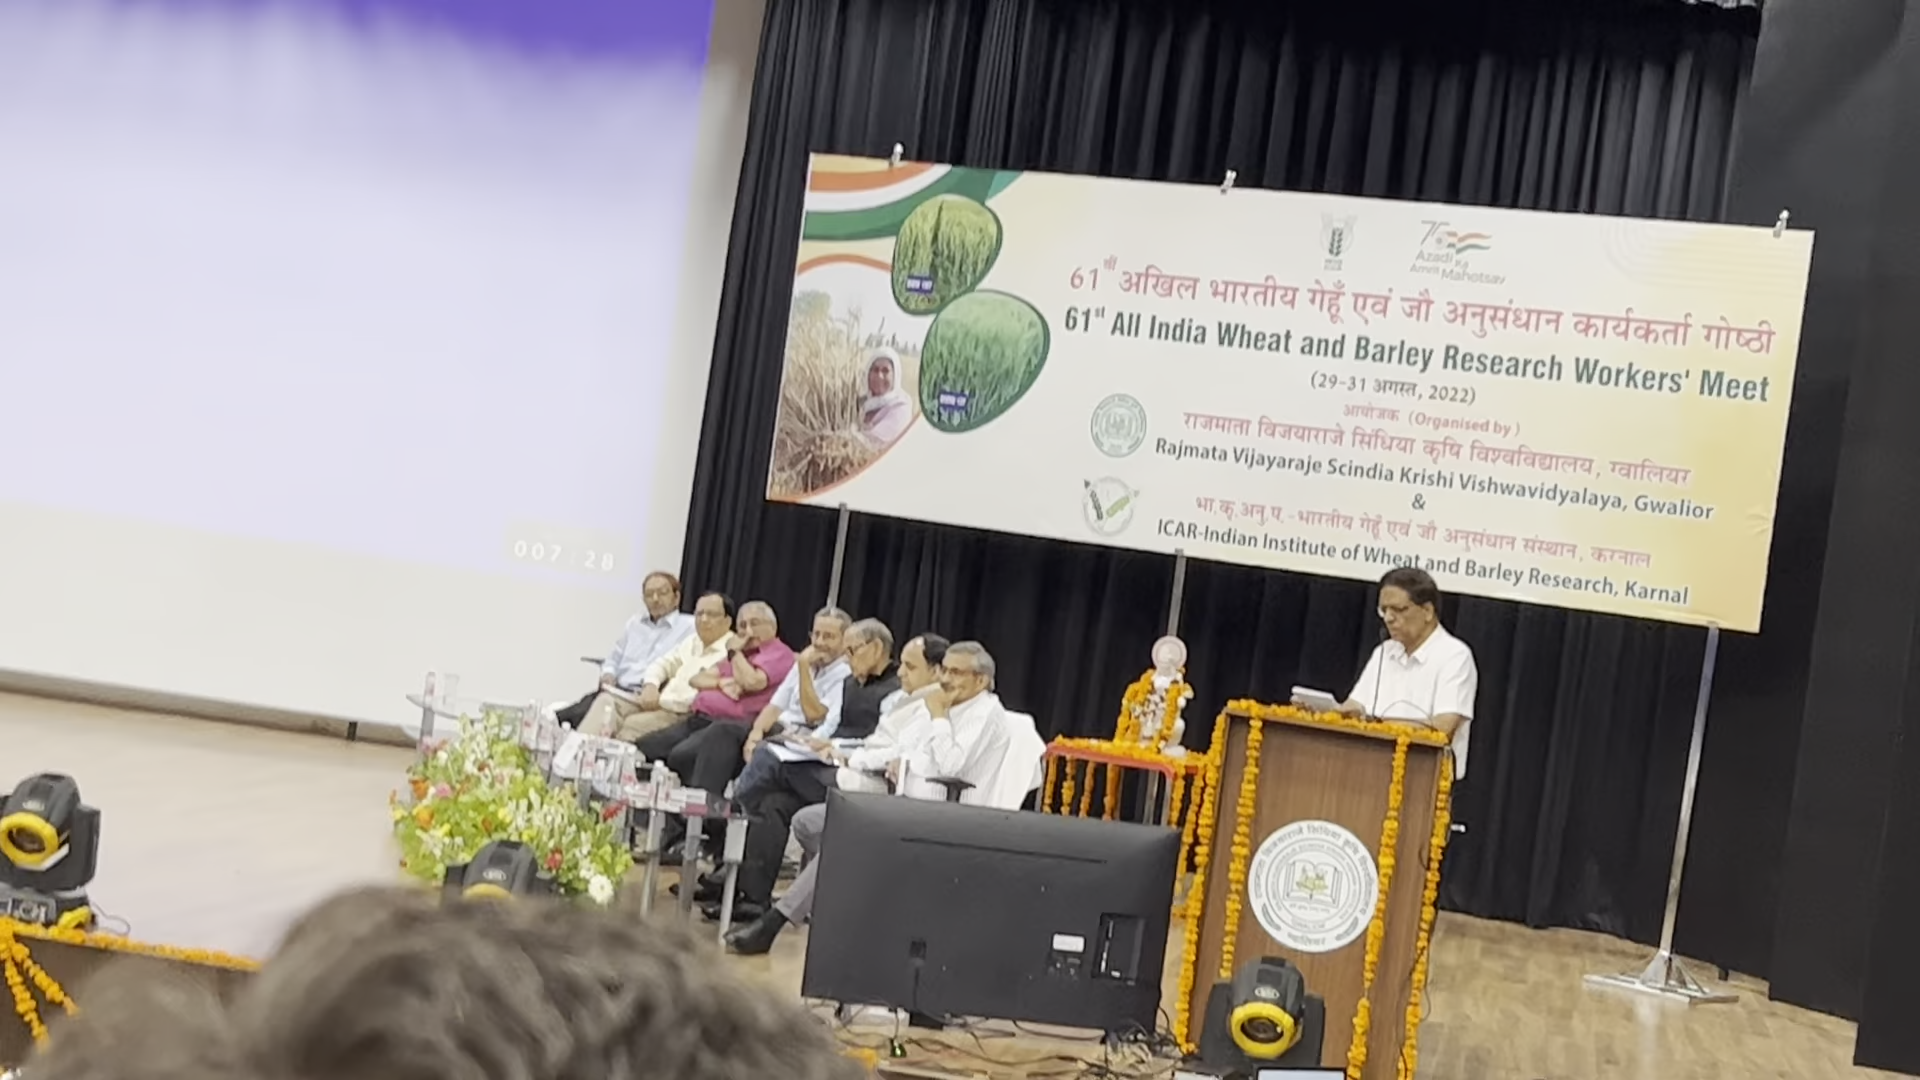 75
Azadi Ka
Amrit Mahotsav
61वीं अखिल भारतीय गेहूँ एवं जौ अनुसंधान कार्यकर्ता गोष्ठी
61st All India Wheat and Barley Research Workers' Meet
(29-31 अगस्त, 2022)
आयोजक (Organised by)
राजमाता विजयाराजे सिंधिया कृषि विश्वविद्यालय, ग्वालियर
Rajmata Vijayaraje Scindia Krishi Vishwavidyalaya, Gwalior
&
भा.कृ.अनु.प.-भारतीय गेहूँ एवं जौ अनुसंधान संस्थान, करनाल
ICAR-Indian Institute of Wheat and Barley Research, Karnal
007:28
ग्वालियर